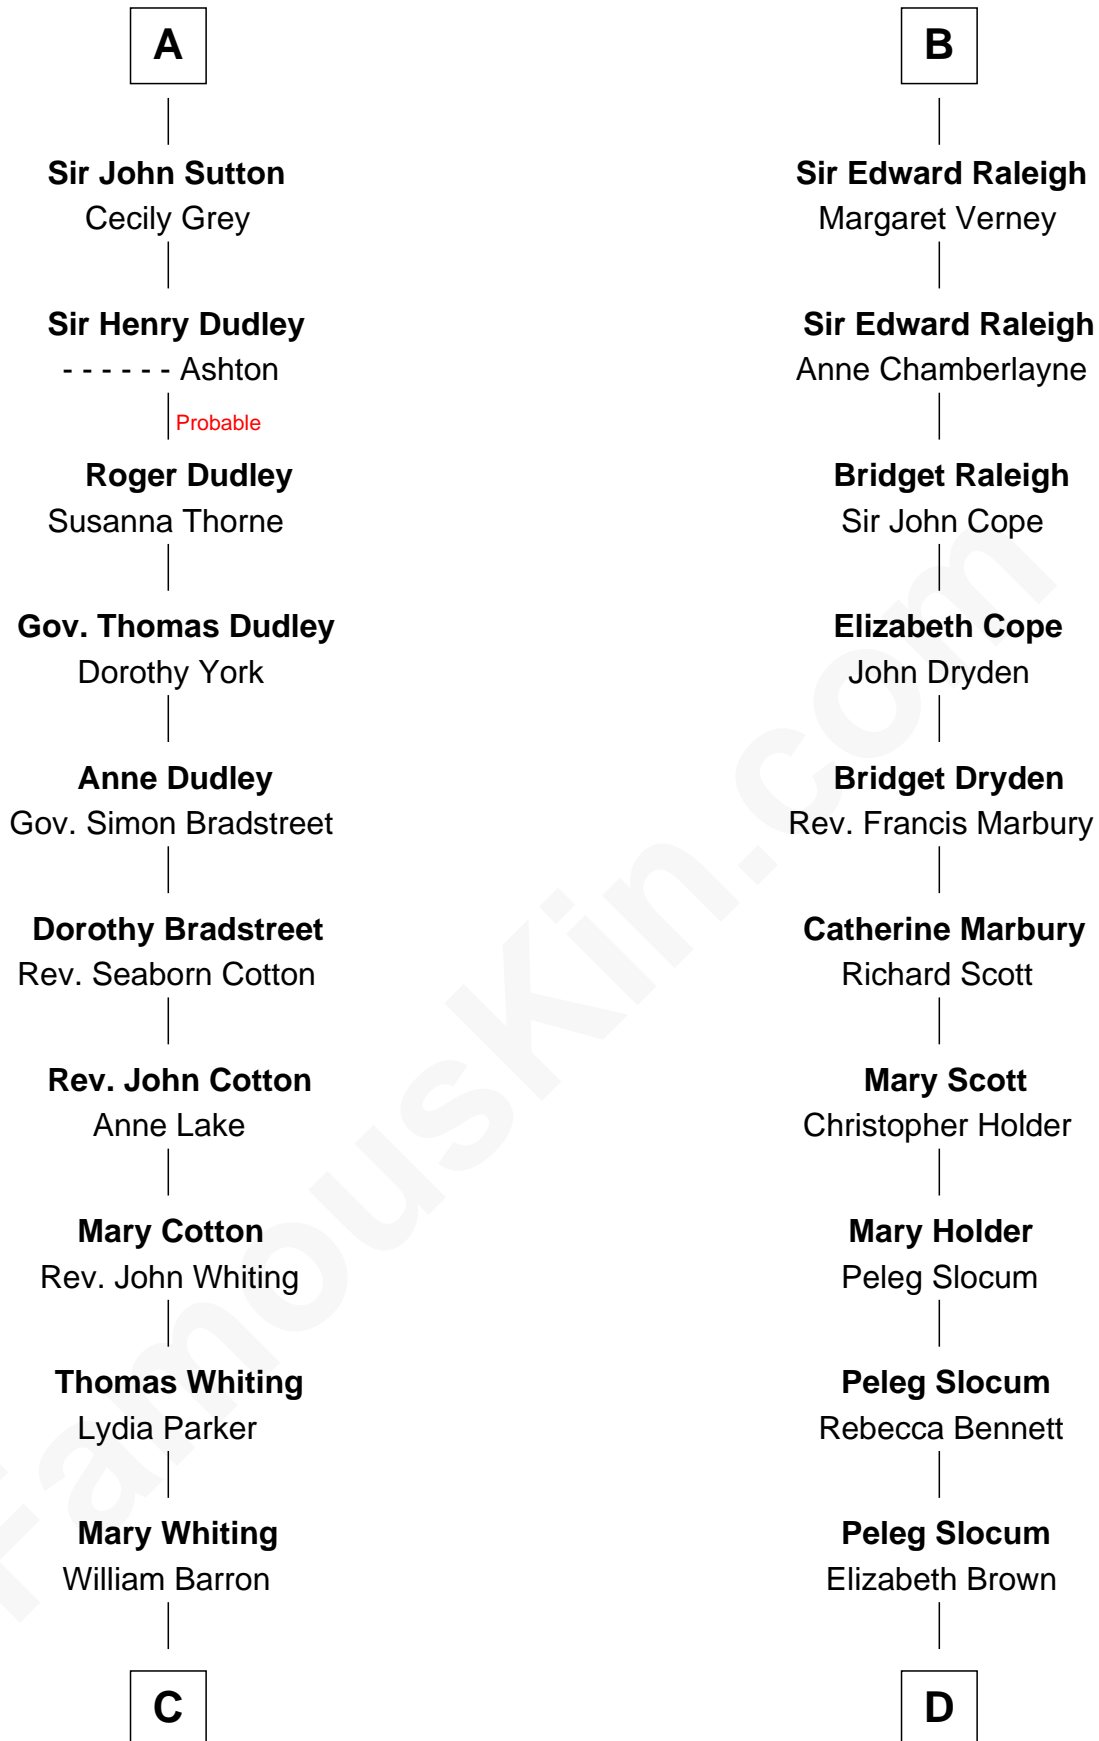 A
Sir John Sutton
Cecily Grey
Sir Henry Dudley
- - - - - - Ashton
Probable
Roger Dudley
Susanna Thorne
Gov. Thomas Dudley
Dorothy York
Anne Dudley
Gov. Simon Bradstreet
Dorothy Bradstreet
Rev. Seaborn Cotton
Rev. John Cotton
Anne Lake
Mary Cotton
Rev. John Whiting
Thomas Whiting
Lydia Parker
Mary Whiting
William Barron
C
B
Sir Edward Raleigh
Margaret Verney
Sir Edward Raleigh
Anne Chamberlayne
Bridget Raleigh
Sir John Cope
Elizabeth Cope
John Dryden
Bridget Dryden
Rev. Francis Marbury
Catherine Marbury
Richard Scott
Mary Scott
Christopher Holder
Mary Holder
Peleg Slocum
Peleg Slocum
Rebecca Bennett
Peleg Slocum
Elizabeth Brown
D
FamousKin.com